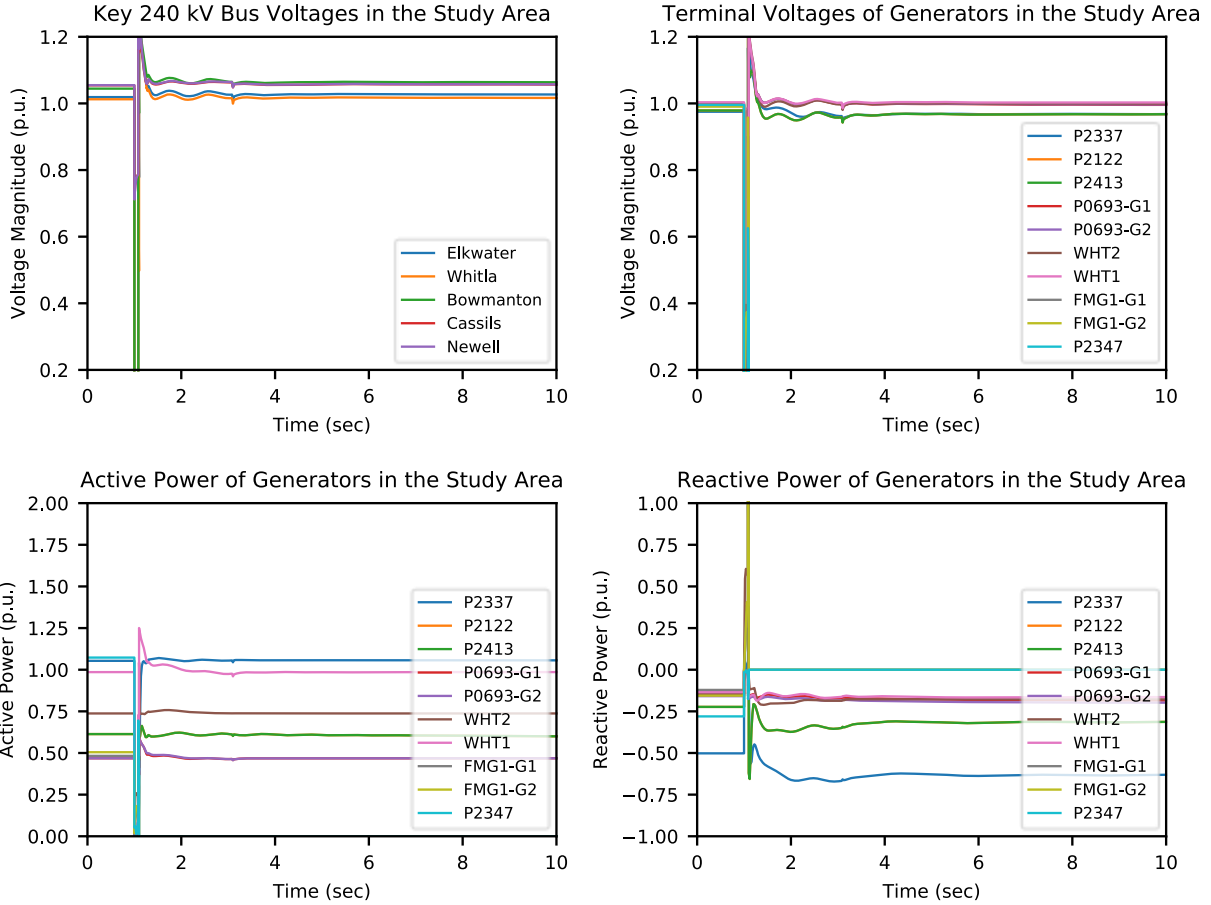 Key 240 kV Bus Voltages in the Study Area
1.2
1.0
0.8
0.6
0.4
0.2
Voltage Magnitude (p.u.)
Elkwater
Whitla
Bowmanton
Cassils
Newell
0 2 4 6 8 10
Time (sec)
Terminal Voltages of Generators in the Study Area
1.2
1.0
0.8
0.6
0.4
0.2
Voltage Magnitude (p.u.)
P2337
P2122
P2413
P0693-G1
P0693-G2
WHT2
WHT1
FMG1-G1
FMG1-G2
P2347
0 2 4 6 8 10
Time (sec)
Active Power of Generators in the Study Area
2.00
1.75
1.50
1.25
1.00
0.75
0.50
0.25
0.00
Active Power (p.u.)
P2337
P2122
P2413
P0693-G1
P0693-G2
WHT2
WHT1
FMG1-G1
FMG1-G2
P2347
0 2 4 6 8 10
Time (sec)
Reactive Power of Generators in the Study Area
1.00
0.75
0.50
0.25
0.00
−0.25
−0.50
−0.75
−1.00
Reactive Power (p.u.)
P2337
P2122
P2413
P0693-G1
P0693-G2
WHT2
WHT1
FMG1-G1
FMG1-G2
P2347
0 2 4 6 8 10
Time (sec)